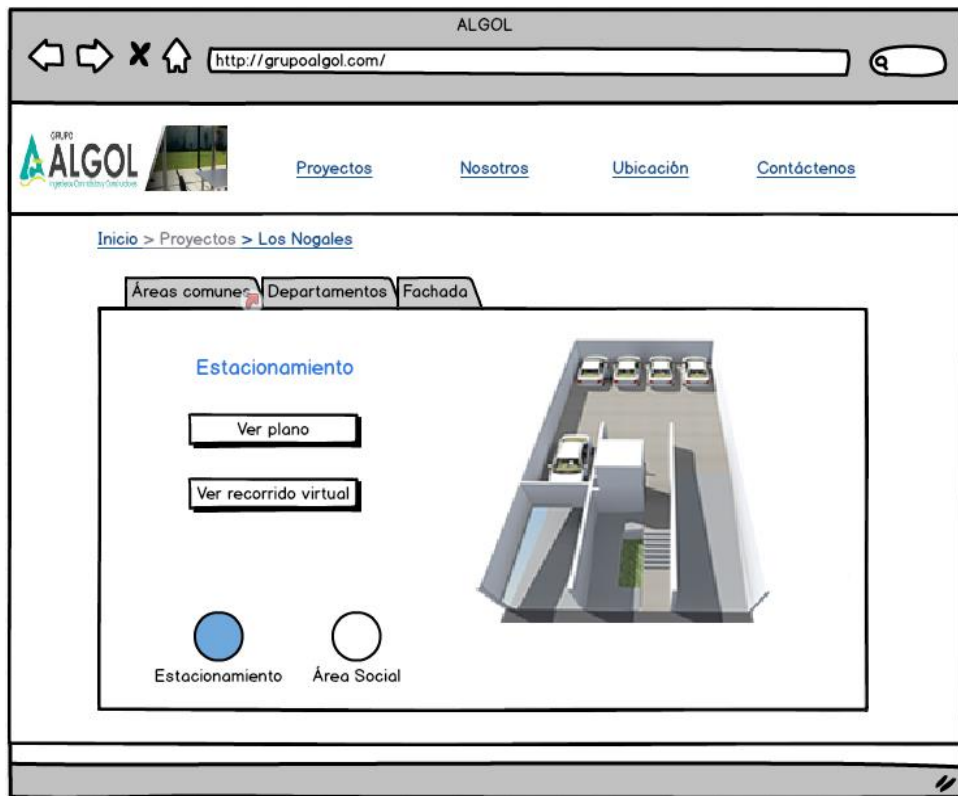 ALGOL
http://grupoalgol.com/
GRUPO
ALGOL
Proyectos
Nosotros
Ubicación
Contáctenos
Inicio > Proyectos > Los Nogales
Áreas comunes
Departamentos
Fachada
Estacionamiento
Ver plano
Ver recorrido virtual
Estacionamiento
Área Social